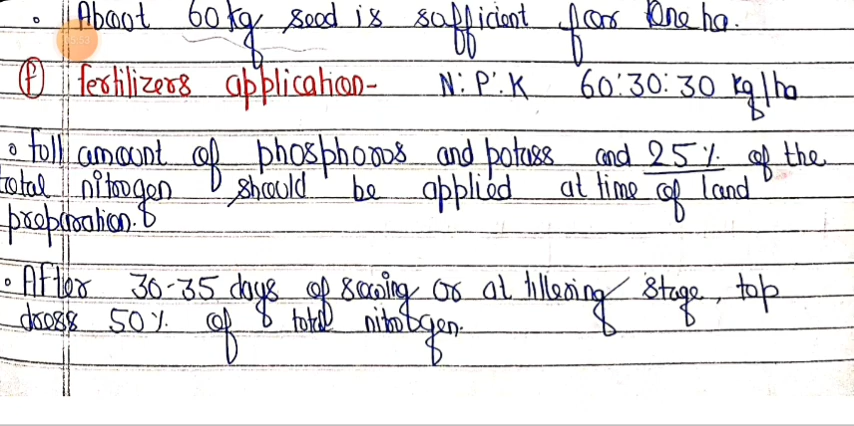 • About 60 kg seed is sufficient for One ha.
(f) fertilizers application- N:P:K 60:30:30 kg/ha
• full amount of phosphorus and potass and 25% of the
total nitrogen should be applied at time of land
preparation.
• After 30-35 days of sowing or at tillering stage, top
dress 50% of total nitrogen.